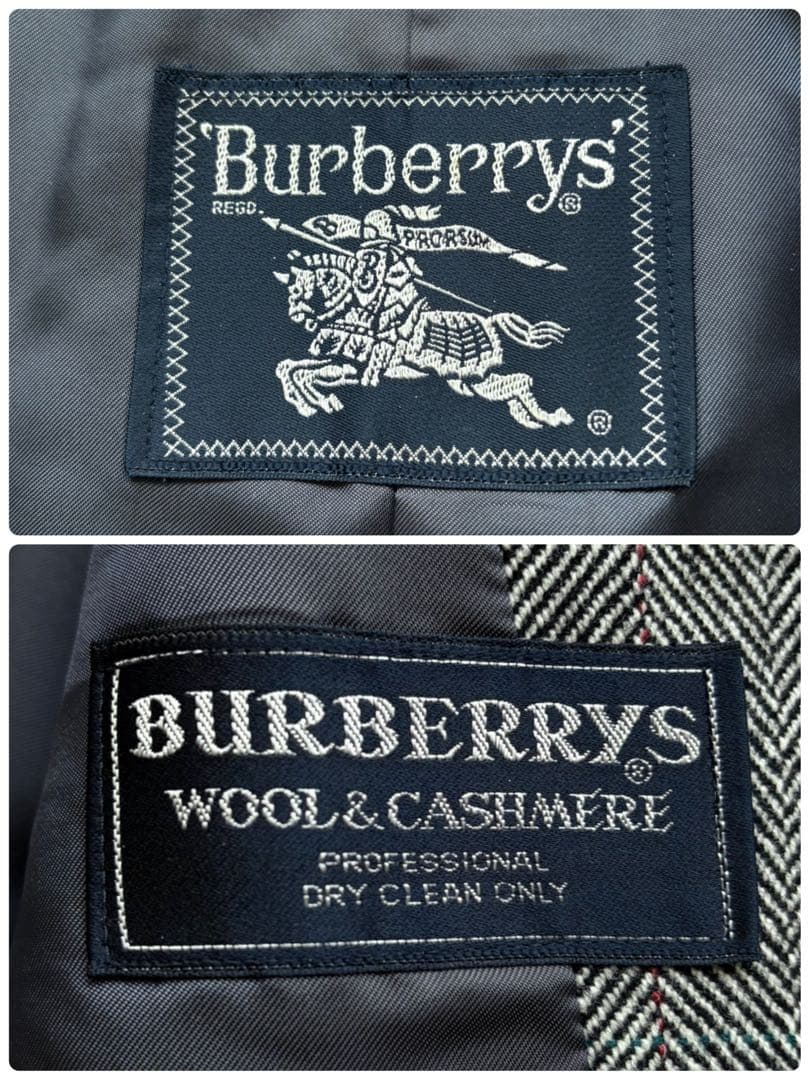 'Burberrys'
REGD. ®
B PRORSUM
B
®
BURBERRYS
®
WOOL & CASHMERE
PROFESSIONAL
DRY CLEAN ONLY